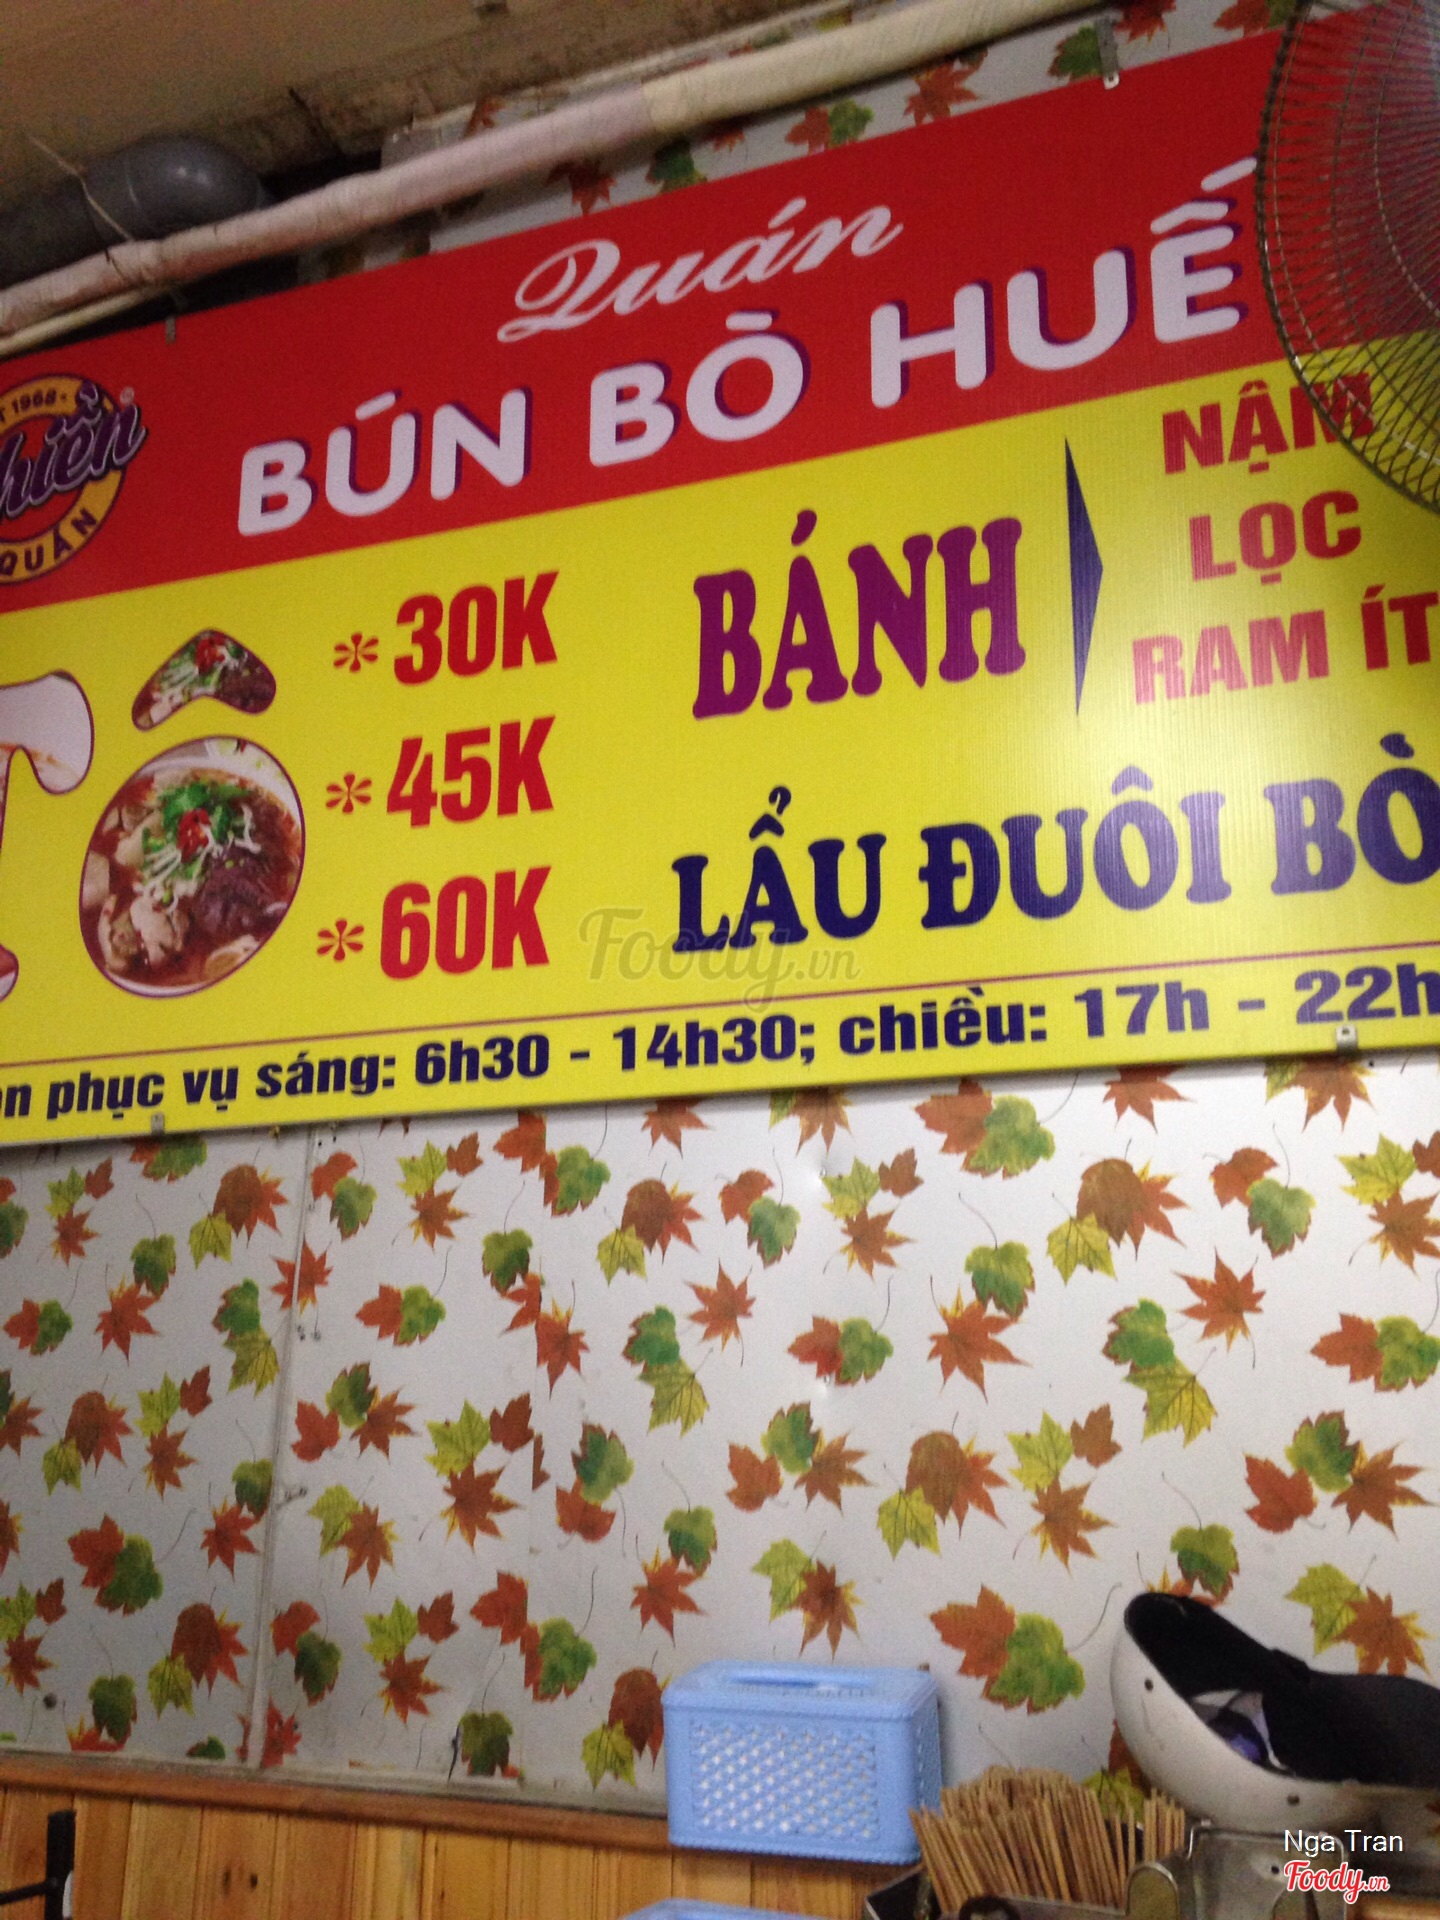 Quán
BÚN BÒ HUẾ
1968
QUÁN
TÔ
* 30K
* 45K
* 60K
BÁNH
NẬM
LỌC
RAM ÍT
LẨU ĐUÔI BÒ
phục vụ sáng: 6h30 - 14h30; chiều: 17h - 22h
Foody.vn
Nga Tran
Foody.vn